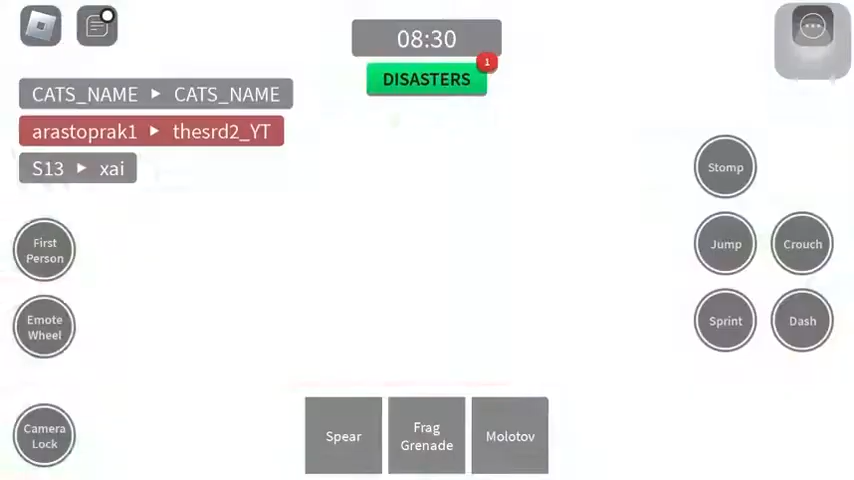 08:30
DISASTERS
1
CATS_NAME ▸ CATS_NAME
arastoprak1 ▸ thesrd2_YT
S13 ▸ xai
Stomp
First
Person
Jump
Crouch
Emote
Wheel
Sprint
Dash
Camera
Lock
Spear
Frag
Grenade
Molotov